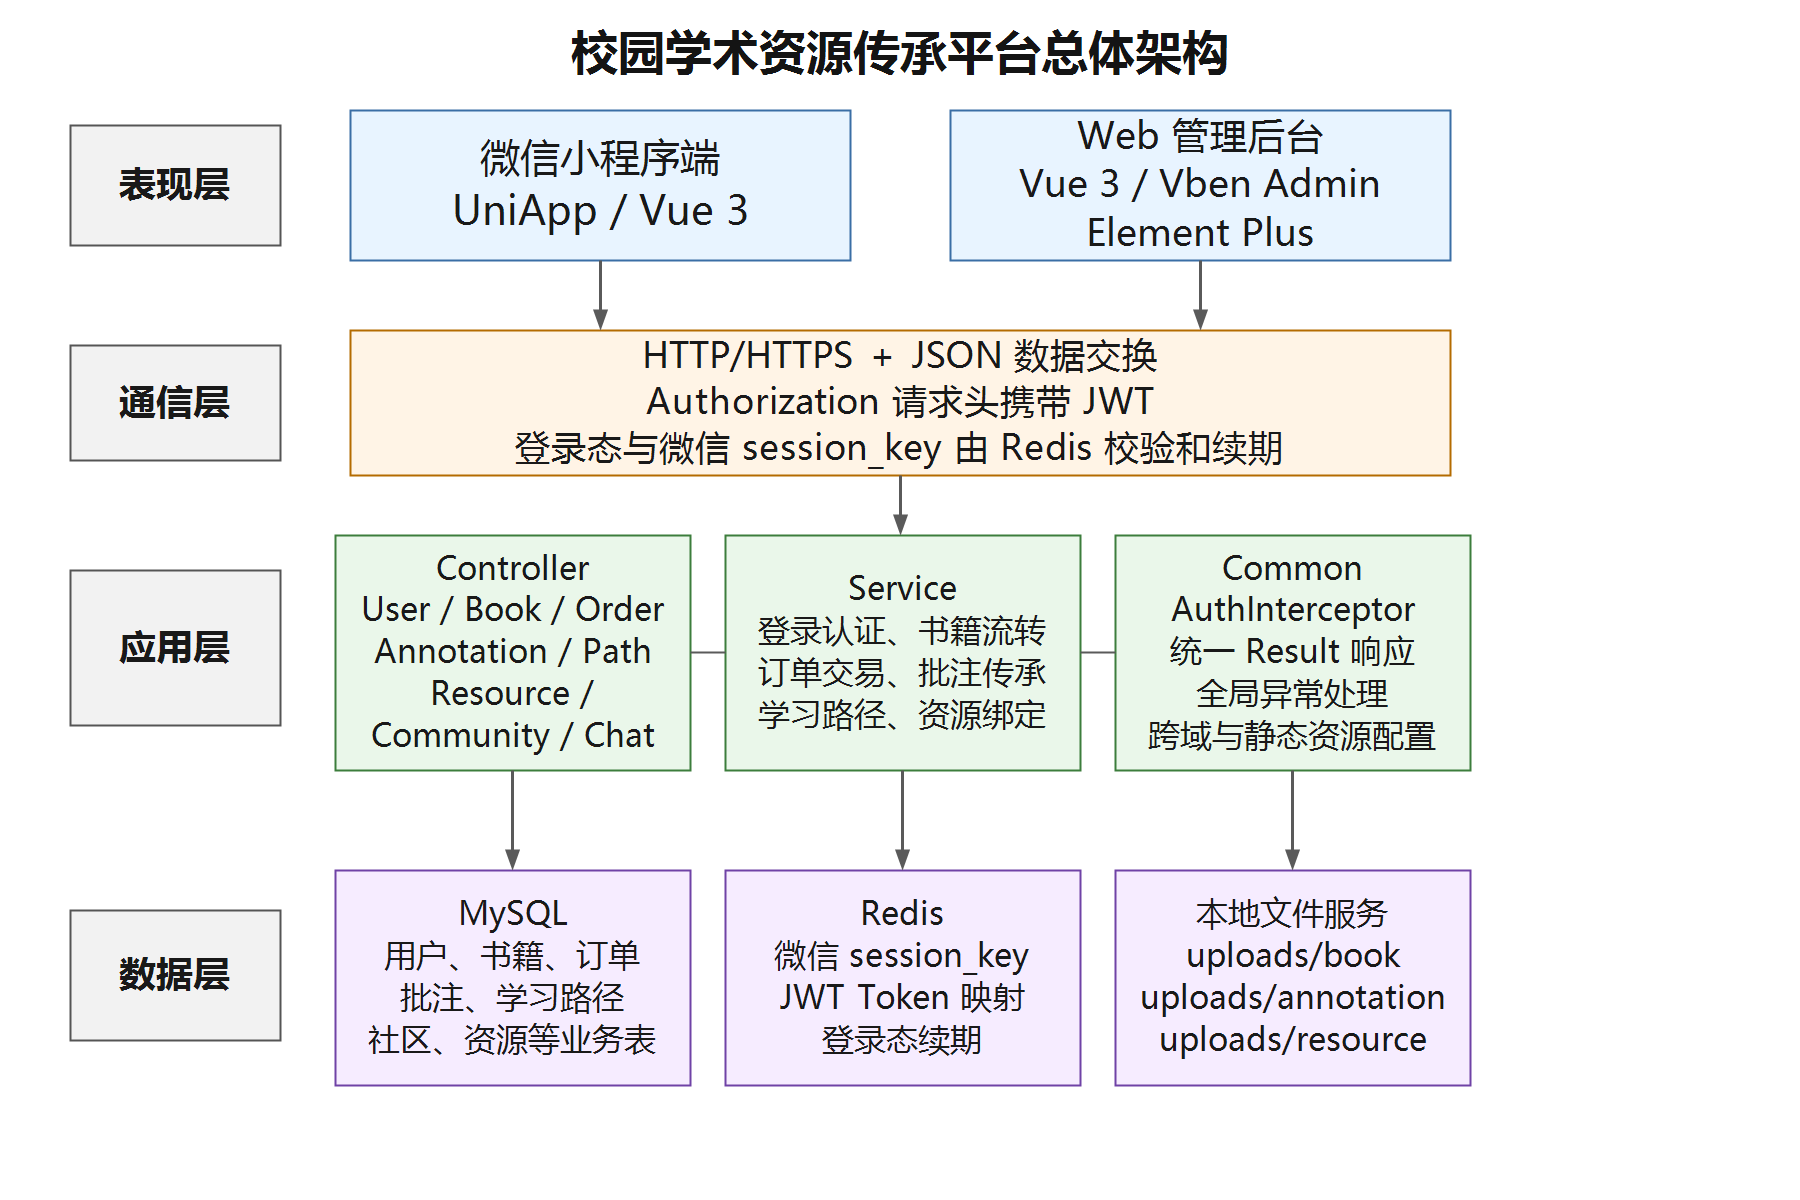 校园学术资源传承平台总体架构
表现层
微信小程序端
UniApp / Vue 3
Web 管理后台
Vue 3 / Vben Admin
Element Plus
通信层
HTTP/HTTPS + JSON 数据交换
Authorization 请求头携带 JWT
登录态与微信 session_key 由 Redis 校验和续期
应用层
Controller
User / Book / Order
Annotation / Path
Resource /
Community / Chat
Service
登录认证、书籍流转
订单交易、批注传承
学习路径、资源绑定
Common
AuthInterceptor
统一 Result 响应
全局异常处理
跨域与静态资源配置
数据层
MySQL
用户、书籍、订单
批注、学习路径
社区、资源等业务表
Redis
微信 session_key
JWT Token 映射
登录态续期
本地文件服务
uploads/book
uploads/annotation
uploads/resource